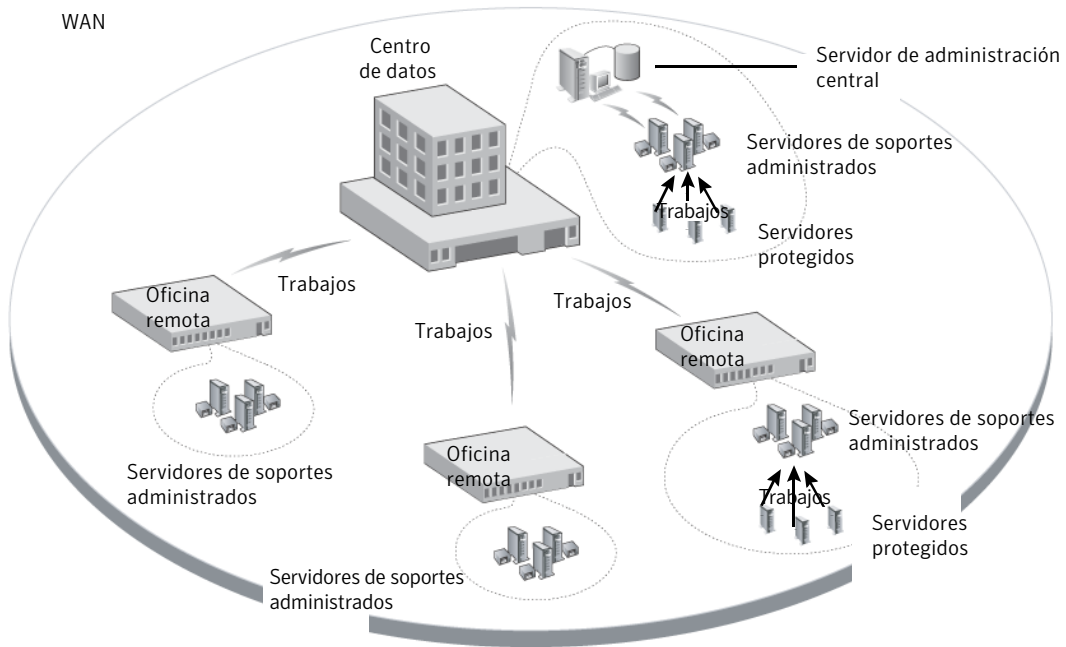 WAN
Centro
de datos
Servidor de administración
central
Servidores de soportes
administrados
Trabajos
Servidores
protegidos
Trabajos
Trabajos
Trabajos
Oficina
remota
Servidores de soportes
administrados
Oficina
remota
Servidores de soportes
administrados
Oficina
remota
Servidores de soportes
administrados
Trabajos
Servidores
protegidos